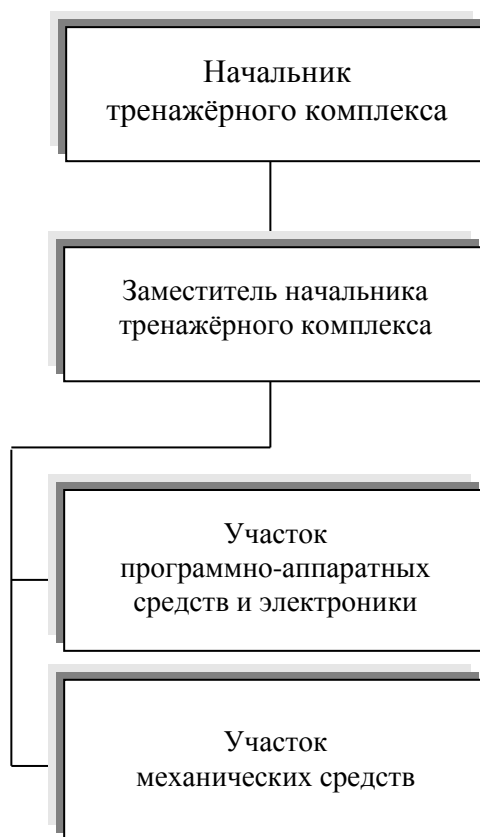 Начальник
тренажёрного комплекса
Заместитель начальника
тренажёрного комплекса
Участок
программно-аппаратных
средств и электроники
Участок
механических средств